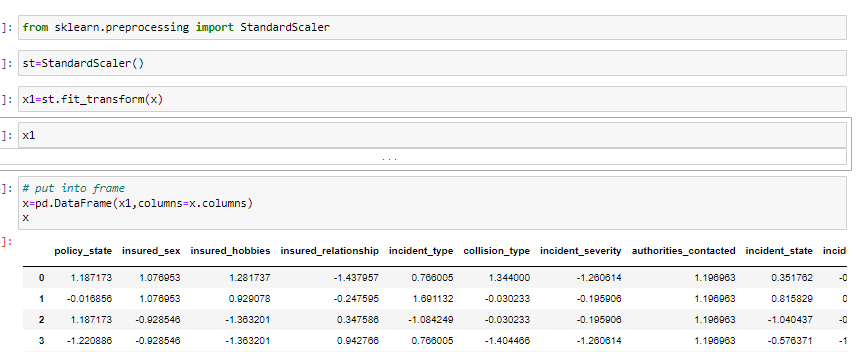 ]: from sklearn.preprocessing import StandardScaler
]: st=StandardScaler()
]: x1=st.fit_transform(x)
]: x1
...
]: # put into frame
x=pd.DataFrame(x1,columns=x.columns)
x
]:
policy_state insured_sex insured_hobbies insured_relationship incident_type collision_type incident_severity authorities_contacted incident_state incid
0 1.187173 1.076953 1.281737 -1.437957 0.766005 1.344000 -1.260614 1.196963 0.351762 -0
1 -0.016856 1.076953 0.929078 -0.247595 1.691132 -0.030233 -0.195906 1.196963 0.815829 0
2 1.187173 -0.928546 -1.363201 0.347586 -1.084249 -0.030233 -0.195906 1.196963 -1.040437 -0
3 -1.220886 -0.928546 -1.363201 0.942766 0.766005 -1.404466 -1.260614 1.196963 -0.576371 -1